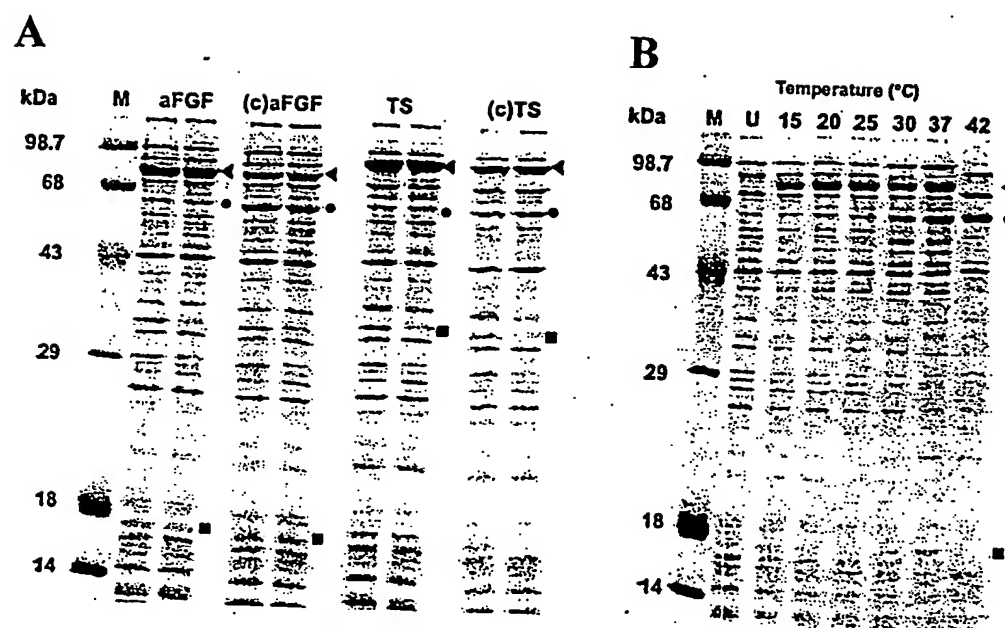 A
kDa M aFGF (c)aFGF TS (c)TS
98.7
68
43
29
18
14
B
Temperature (°C)
kDa M U 15 20 25 30 37 42
98.7
68
43
29
18
14